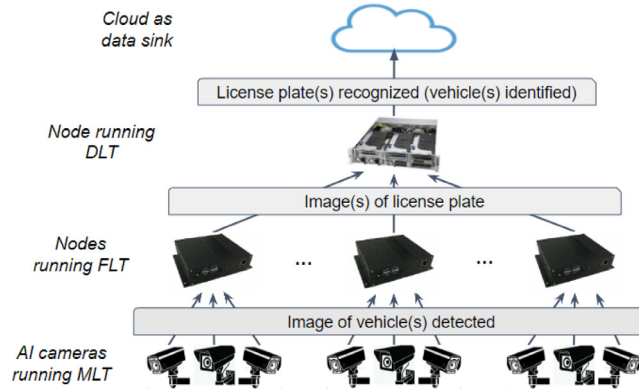 Cloud as
data sink
License plate(s) recognized (vehicle(s) identified)
Node running
DLT
Image(s) of license plate
Nodes
running FLT
... ...
Image of vehicle(s) detected
AI cameras
running MLT